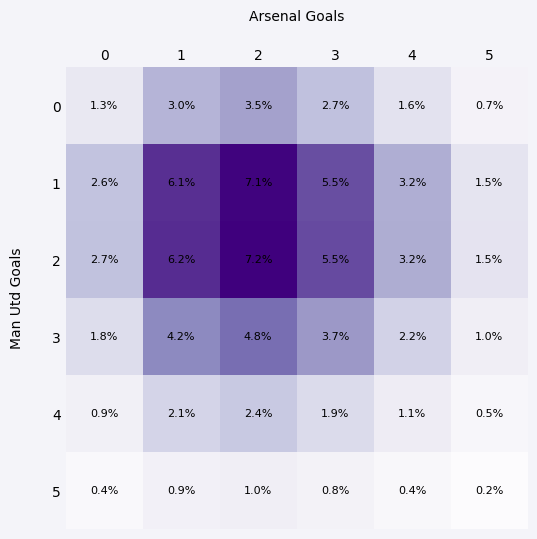 Arsenal Goals
0 1 2 3 4 5
0 1.3% 3.0% 3.5% 2.7% 1.6% 0.7%
1 2.6% 6.1% 7.1% 5.5% 3.2% 1.5%
2 2.7% 6.2% 7.2% 5.5% 3.2% 1.5%
3 1.8% 4.2% 4.8% 3.7% 2.2% 1.0%
4 0.9% 2.1% 2.4% 1.9% 1.1% 0.5%
5 0.4% 0.9% 1.0% 0.8% 0.4% 0.2%
Man Utd Goals